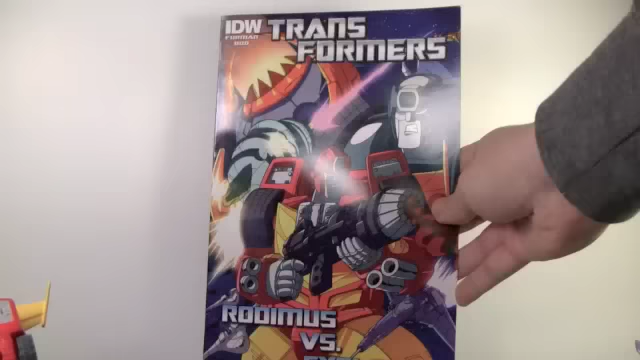 IDW
TRANS
FORMERS
RODIMUS
VS.